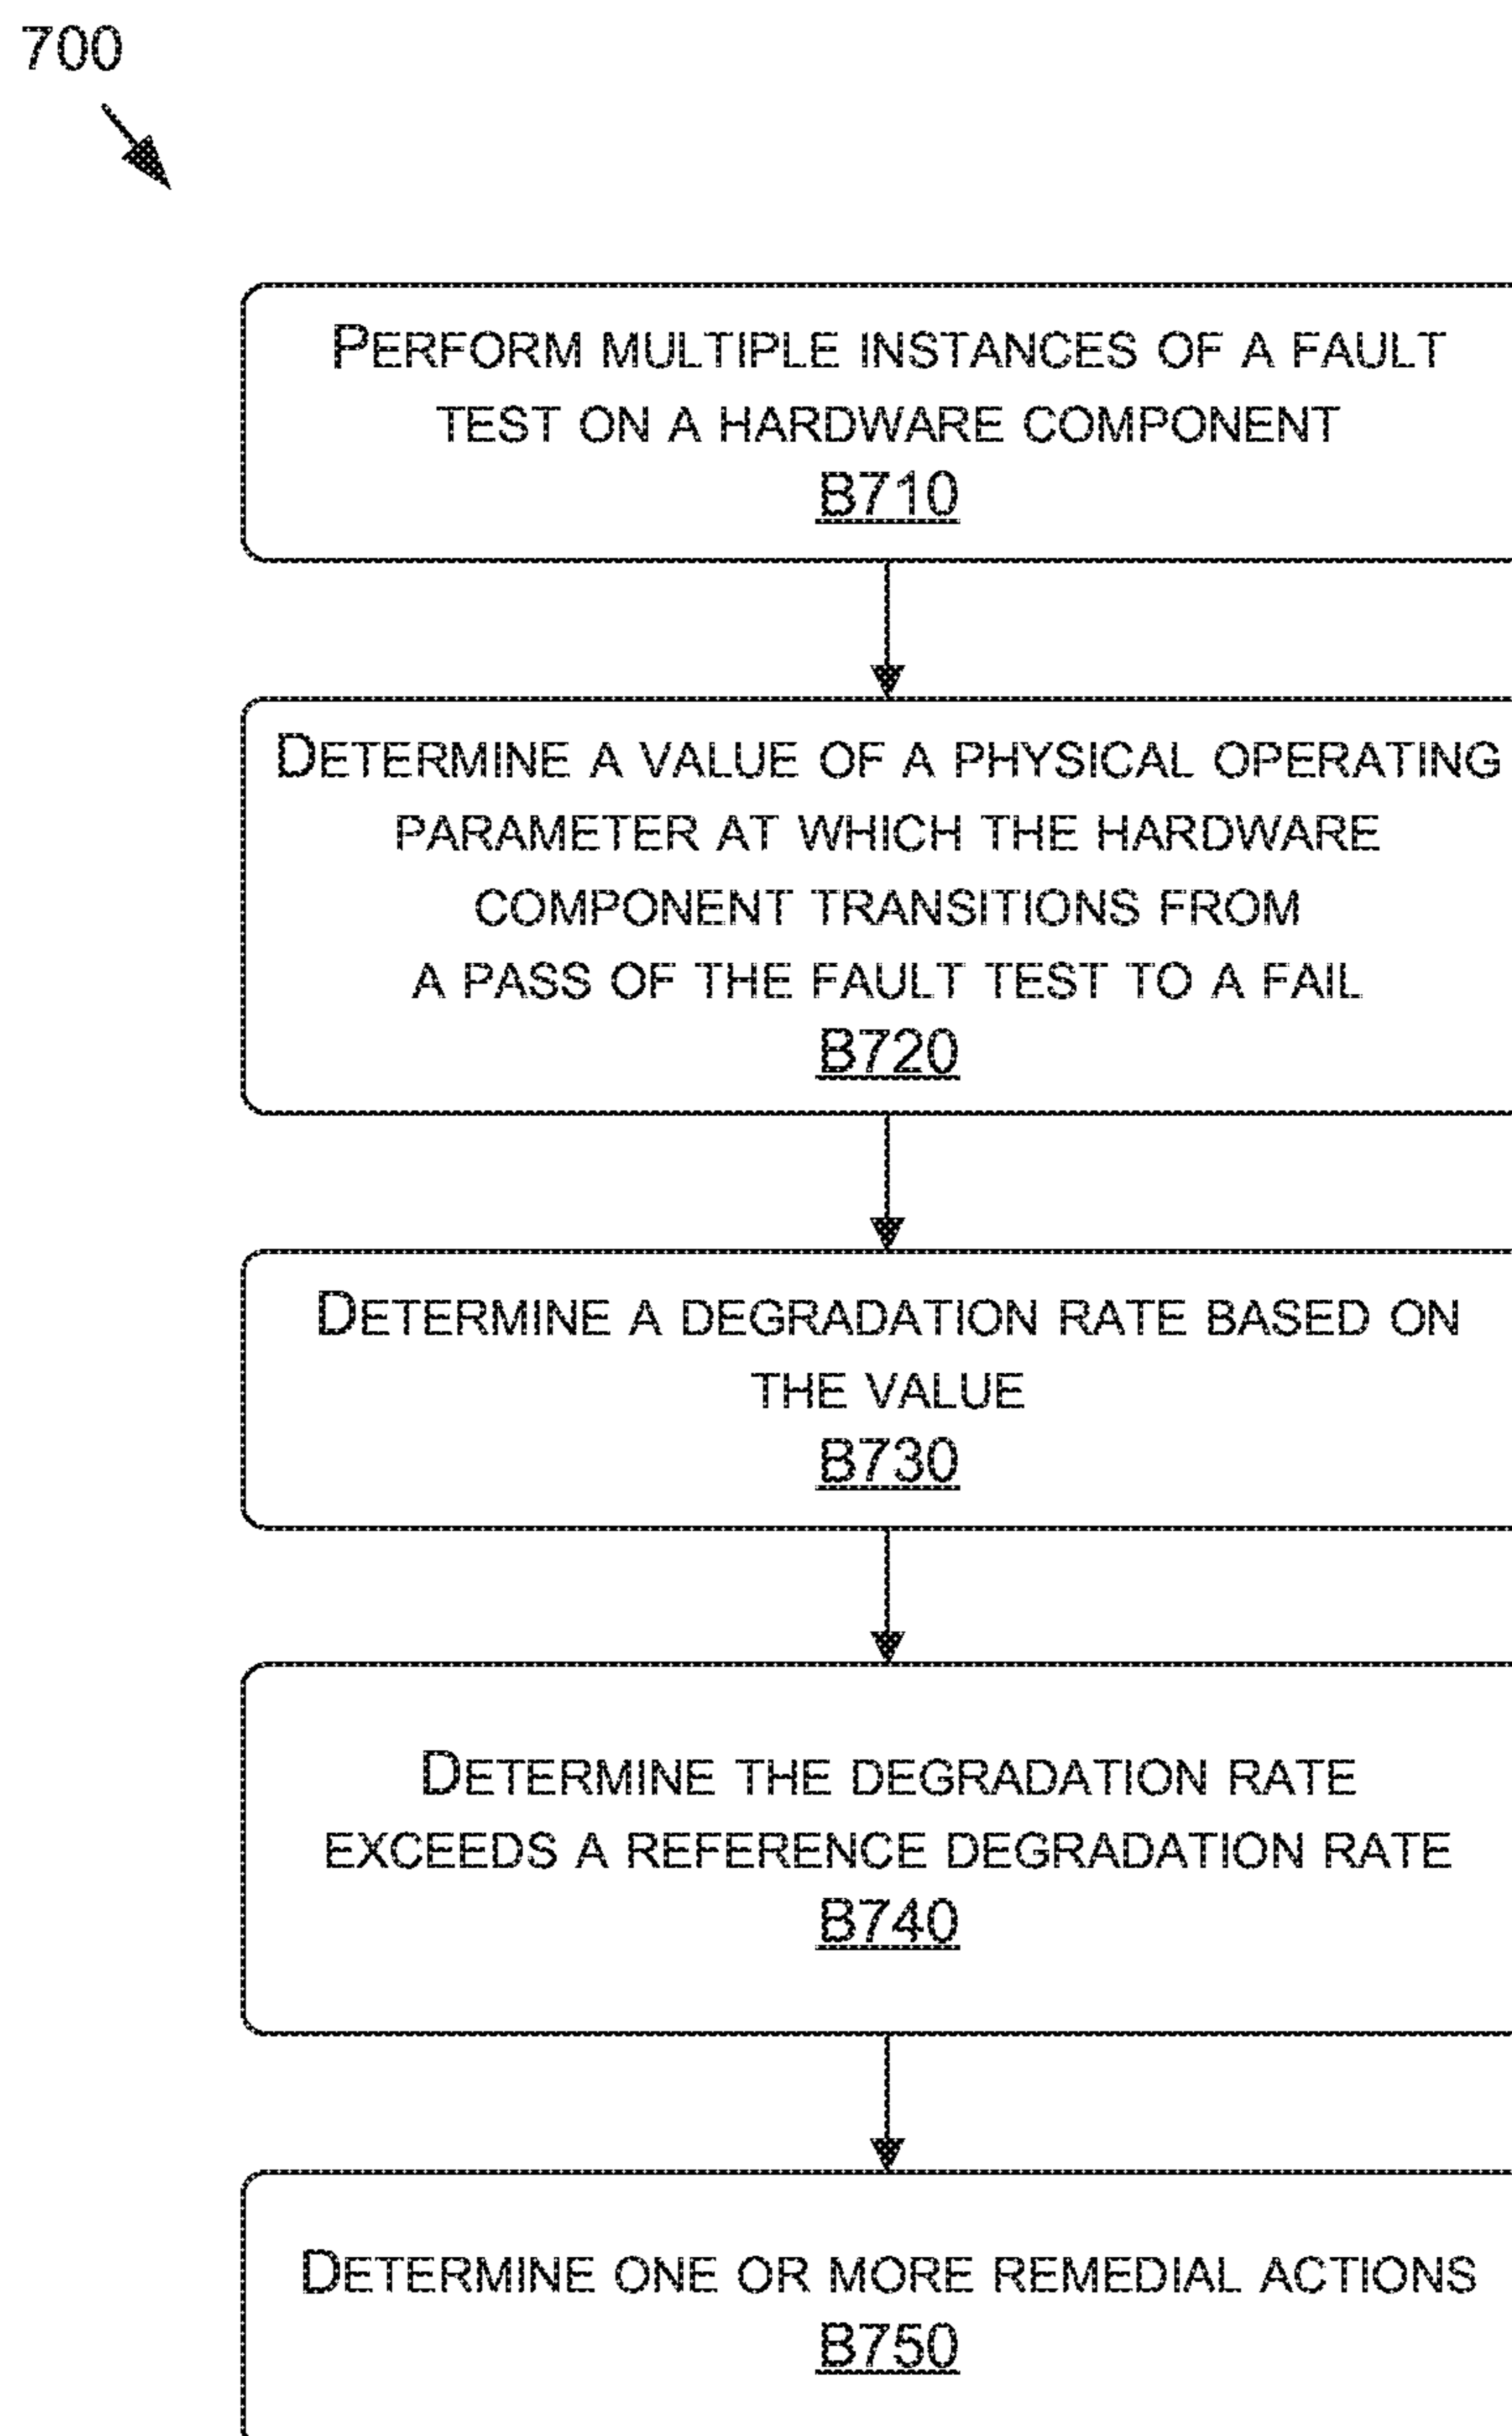 700
PERFORM MULTIPLE INSTANCES OF A FAULT
TEST ON A HARDWARE COMPONENT
B710
DETERMINE A VALUE OF A PHYSICAL OPERATING
PARAMETER AT WHICH THE HARDWARE
COMPONENT TRANSITIONS FROM
A PASS OF THE FAULT TEST TO A FAIL
B720
DETERMINE A DEGRADATION RATE BASED ON
THE VALUE
B730
DETERMINE THE DEGRADATION RATE
EXCEEDS A REFERENCE DEGRADATION RATE
B740
DETERMINE ONE OR MORE REMEDIAL ACTIONS
B750